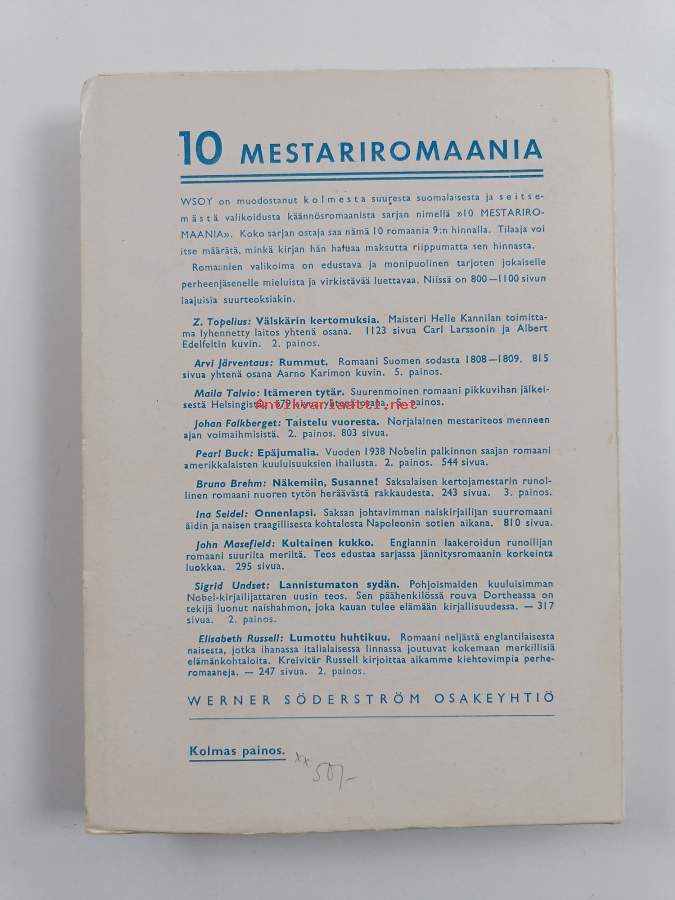 10 MESTARIROMAANIA
WSOY on muodostanut kolmesta suuresta suomalaisesta ja seitse-
mästä valikoidusta käännösromaanista sarjan nimellä »10 MESTARIRO-
MAANIA». Koko sarjan ostaja saa nämä 10 romaania 9:n hinnalla. Tilaaja voi
itse määrätä, minkä kirjan hän haluaa maksutta riippumatta sen hinnasta.
Romaanien valikoima on edustava ja monipuolinen tarjoten jokaiselle
perheenjäsenelle mieluista ja virkistävää luettavaa. Niissä on 800—1100 sivun
laajuisia suurteoksiakin.
Z. Topelius: Välskärin kertomuksia. Maisteri Helle Kannilan toimitta-
ma lyhennetty laitos yhtenä osana. 1123 sivua Carl Larssonin ja Albert
Edelfeltin kuvin. 2. painos.
Arvi Järventaus: Rummut. Romaani Suomen sodasta 1808—1809. 815
sivua yhtenä osana Aarno Karimon kuvin. 5. painos.
Maila Talvio: Itämeren tytär. Suurenmoinen romaani pikkuvihan jälkei-
sestä Helsingistä. 679 sivua yhtenä osana. 5. painos.
Antikvariaatti.net
Johan Falkberget: Taistelu vuoresta. Norjalainen mestariteos menneen
ajan voimaihmisistä. 2. painos. 803 sivua.
Pearl Buck: Epäjumalia. Vuoden 1938 Nobelin palkinnon saajan romaani
amerikkalaisten kuuluisuuksien ihailusta. 2. painos. 544 sivua.
Bruno Brehm: Näkemiin, Susanne! Saksalaisen kertojamestarin runol-
linen romaani nuoren tytön heräävästä rakkaudesta. 243 sivua. 3. painos.
Ina Seidel: Onnenlapsi. Saksan johtavimman naiskirjailijan suurromaani
äidin ja naisen traagillisesta kohtalosta Napoleonin sotien aikana. 810 sivua.
John Masefield: Kultainen kukko. Englannin laakeroidun runoilijan
romaani suurilta meriltä. Teos edustaa sarjassa jännitysromaanin korkeinta
luokkaa. 295 sivua.
Sigrid Undset: Lannistumaton sydän. Pohjoismaiden kuuluisimman
Nobel-kirjailijattaren uusin teos. Sen päähenkilössä rouva Dortheassa on
tekijä luonut naishahmon, joka kauan tulee elämään kirjallisuudessa. — 317
sivua. 2. painos.
Elisabeth Russell: Lumottu huhtikuu. Romaani neljästä englantilaisesta
naisesta, jotka ihanassa italialaisessa linnassa joutuvat kokemaan merkillisiä
elämänkohtaloita. Kreivitär Russell kirjoittaa aikamme kiehtovimpia perhe-
romaaneja. — 247 sivua. 2. painos.
WERNER SÖDERSTRÖM OSAKEYHTIÖ
Kolmas painos.
xx 50/-